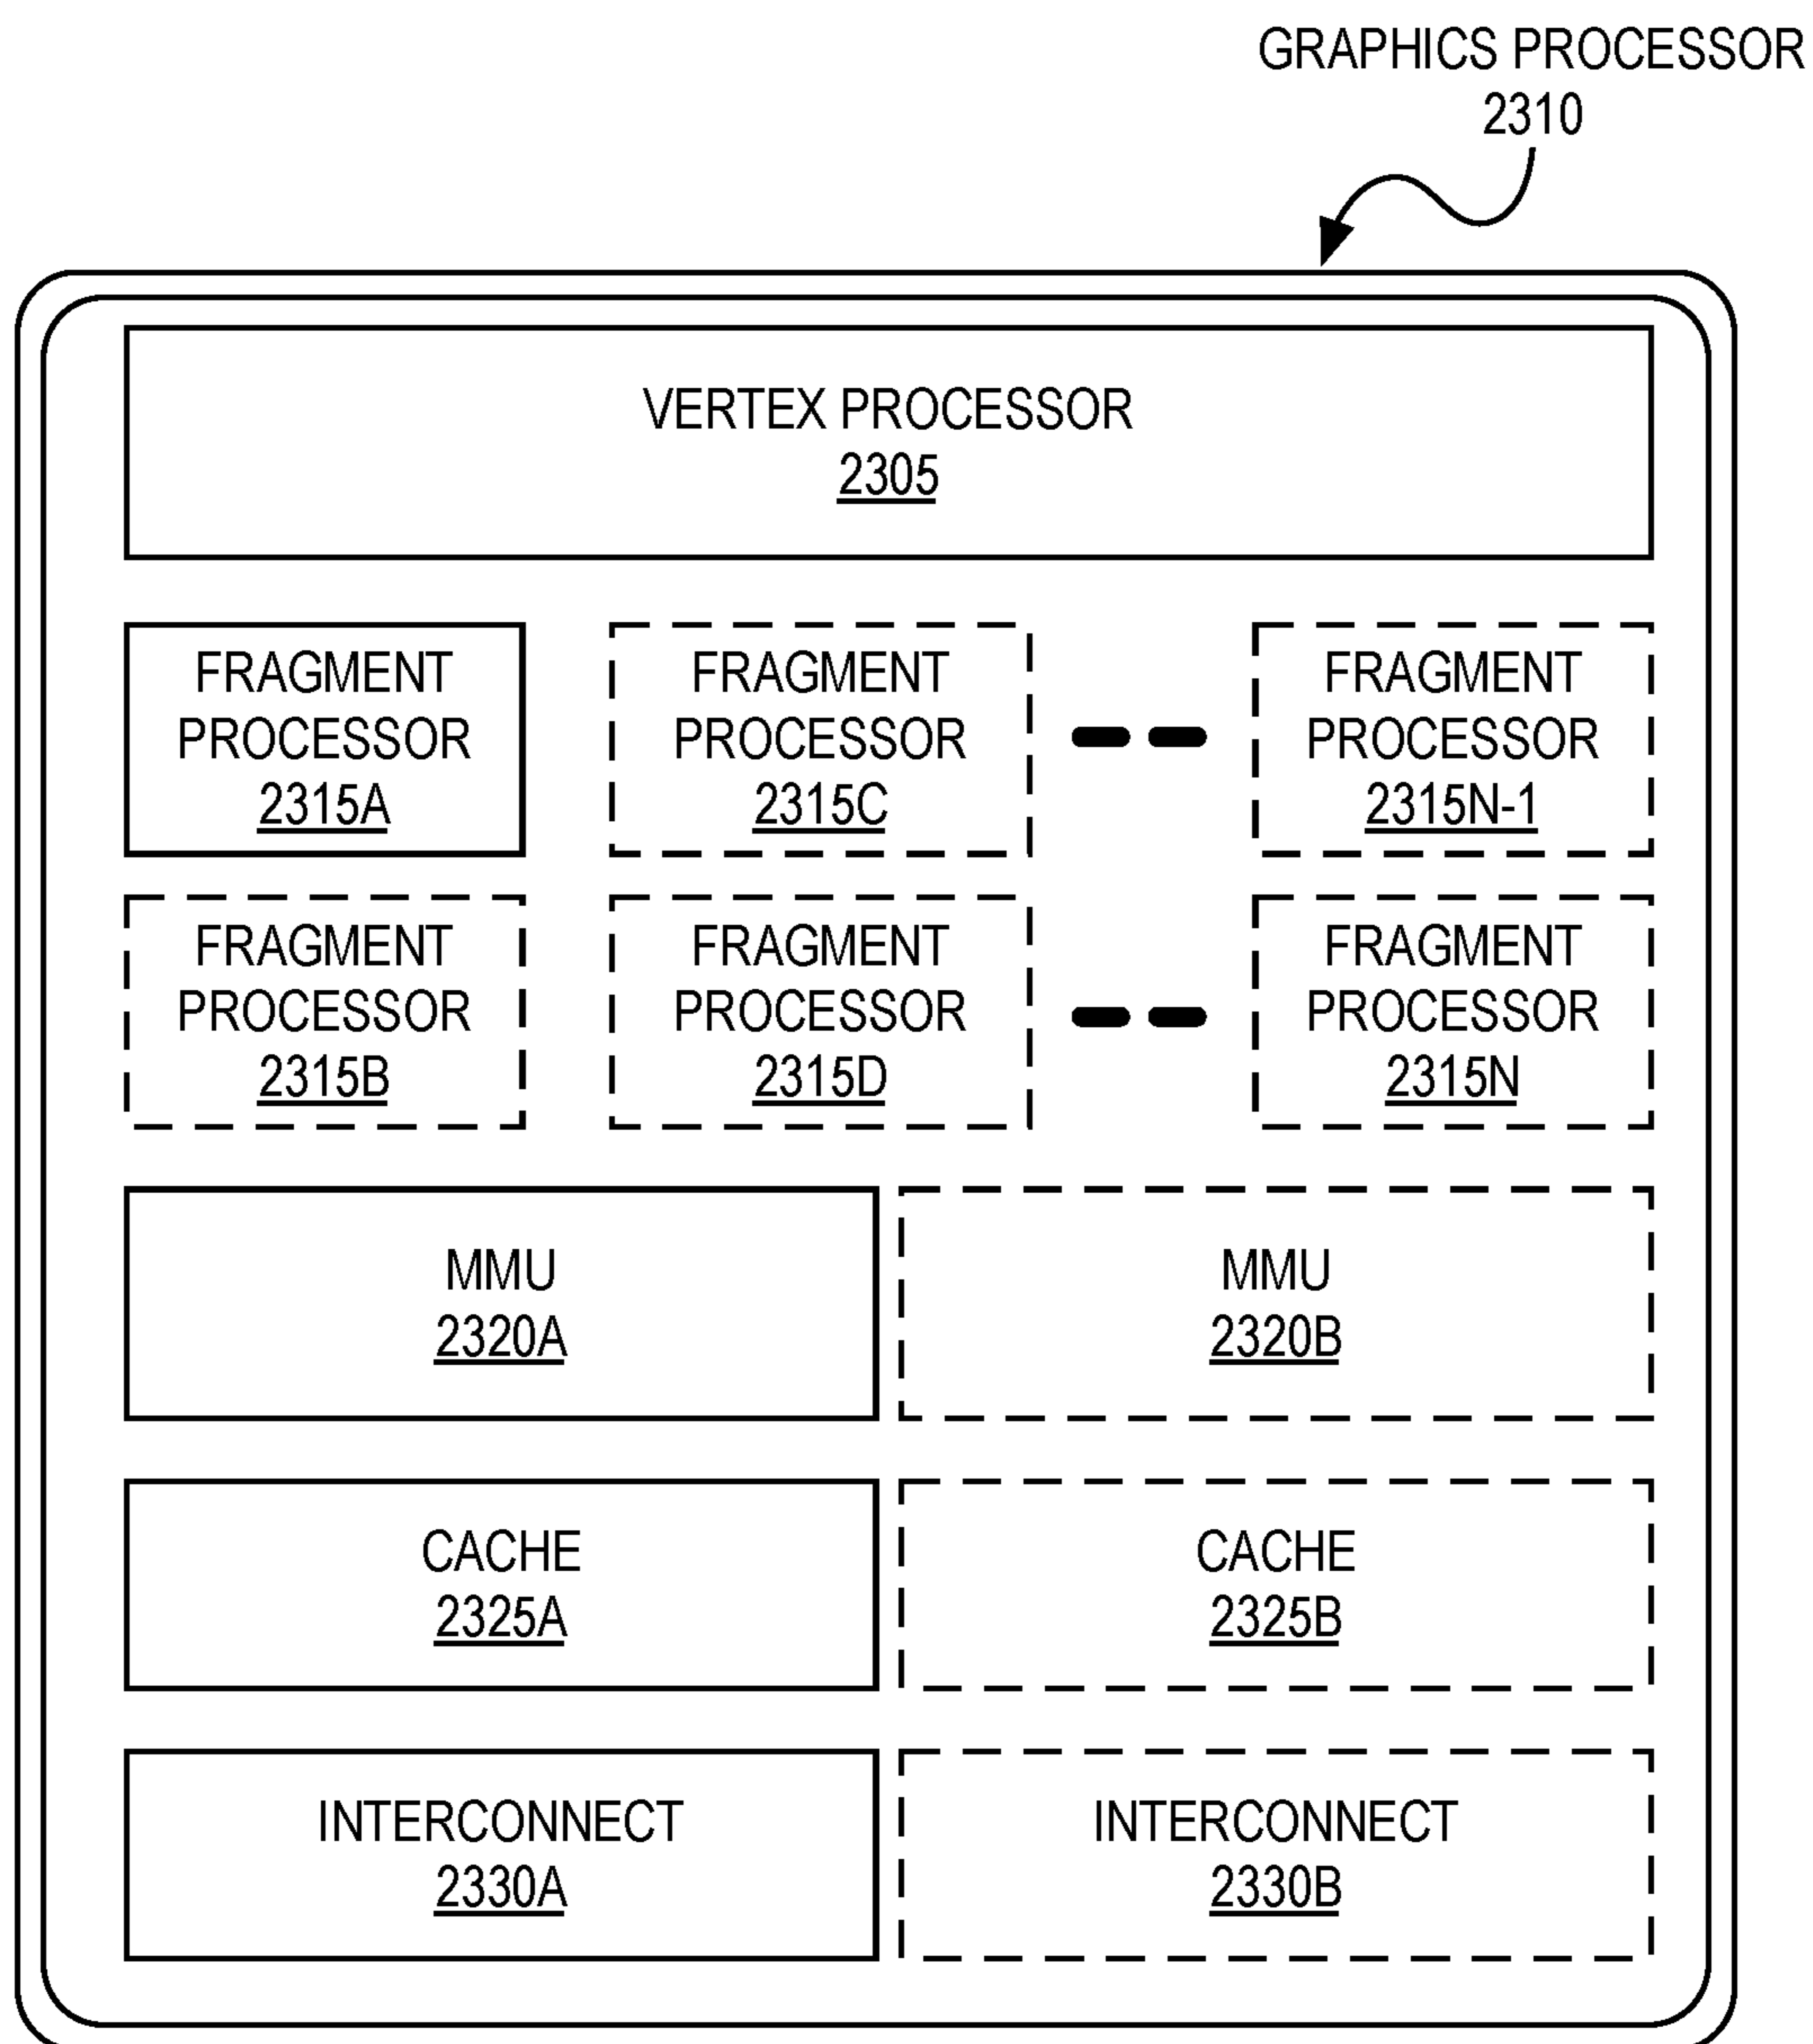 GRAPHICS PROCESSOR
2310
VERTEX PROCESSOR
2305
FRAGMENT
PROCESSOR
2315A
FRAGMENT
PROCESSOR
2315C
FRAGMENT
PROCESSOR
2315N-1
FRAGMENT
PROCESSOR
2315B
FRAGMENT
PROCESSOR
2315D
FRAGMENT
PROCESSOR
2315N
MMU
2320A
MMU
2320B
CACHE
2325A
CACHE
2325B
INTERCONNECT
2330A
INTERCONNECT
2330B